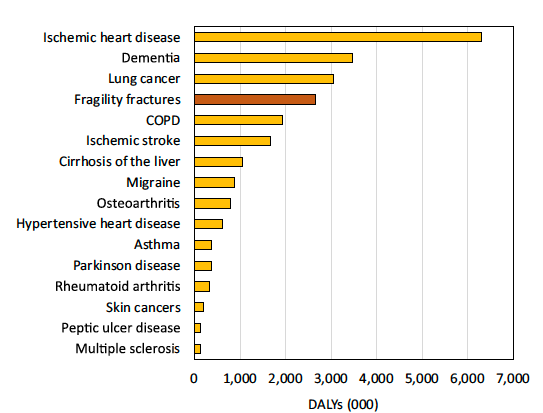 Ischemic heart disease
Dementia
Lung cancer
Fragility fractures
COPD
Ischemic stroke
Cirrhosis of the liver
Migraine
Osteoarthritis
Hypertensive heart disease
Asthma
Parkinson disease
Rheumatoid arthritis
Skin cancers
Peptic ulcer disease
Multiple sclerosis
0 1,000 2,000 3,000 4,000 5,000 6,000 7,000
DALYs (000)